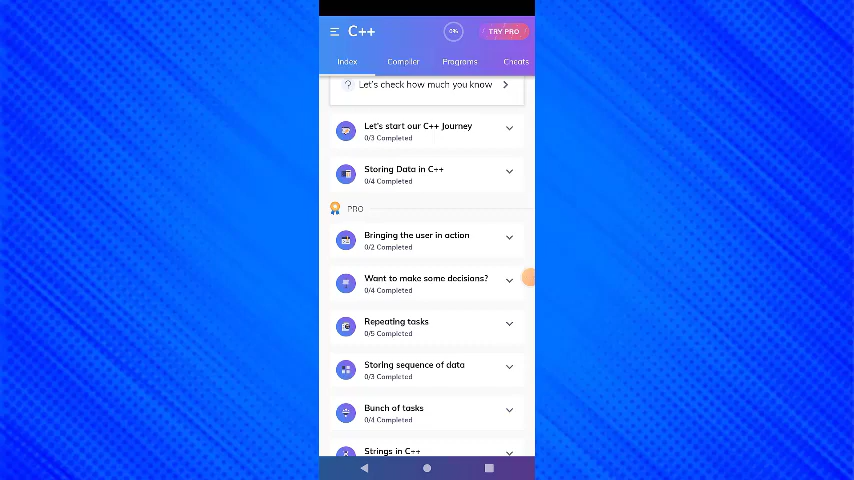 C++
0%
TRY PRO
Index
Compiler
Programs
Cheats
? Let's check how much you know
Let's start our C++ Journey
0/3 Completed
Storing Data in C++
0/4 Completed
PRO
Bringing the user in action
0/2 Completed
Want to make some decisions?
0/4 Completed
Repeating tasks
0/5 Completed
Storing sequence of data
0/3 Completed
Bunch of tasks
0/4 Completed
Strings in C++